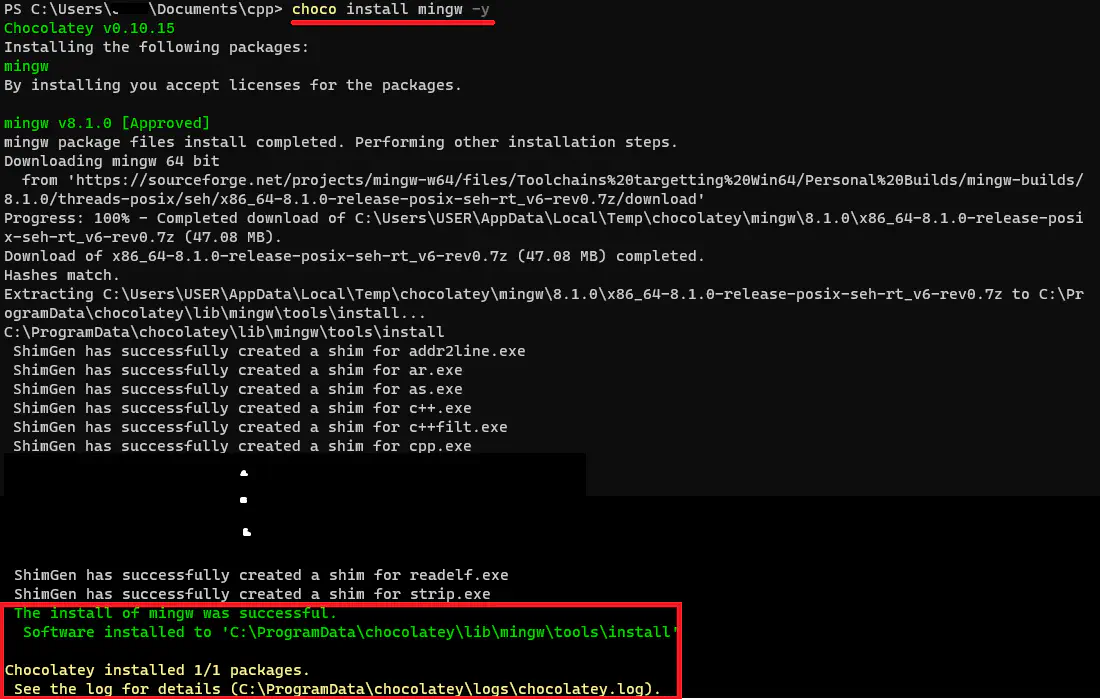 PS C:\Users\ \Documents\cpp> choco install mingw -y
Chocolatey v0.10.15
Installing the following packages:
mingw
By installing you accept licenses for the packages.
mingw v8.1.0 [Approved]
mingw package files install completed. Performing other installation steps.
Downloading mingw 64 bit
from 'https://sourceforge.net/projects/mingw-w64/files/Toolchains%20targetting%20Win64/Personal%20Builds/mingw-builds/
8.1.0/threads-posix/seh/x86_64-8.1.0-release-posix-seh-rt_v6-rev0.7z/download'
Progress: 100% - Completed download of C:\Users\USER\AppData\Local\Temp\chocolatey\mingw\8.1.0\x86_64-8.1.0-release-posi
x-seh-rt_v6-rev0.7z (47.08 MB).
Download of x86_64-8.1.0-release-posix-seh-rt_v6-rev0.7z (47.08 MB) completed.
Hashes match.
Extracting C:\Users\USER\AppData\Local\Temp\chocolatey\mingw\8.1.0\x86_64-8.1.0-release-posix-seh-rt_v6-rev0.7z to C:\Pr
ogramData\chocolatey\lib\mingw\tools\install...
C:\ProgramData\chocolatey\lib\mingw\tools\install
ShimGen has successfully created a shim for addr2line.exe
ShimGen has successfully created a shim for ar.exe
ShimGen has successfully created a shim for as.exe
ShimGen has successfully created a shim for c++.exe
ShimGen has successfully created a shim for c++filt.exe
ShimGen has successfully created a shim for cpp.exe
ShimGen has successfully created a shim for readelf.exe
ShimGen has successfully created a shim for strip.exe
The install of mingw was successful.
Software installed to 'C:\ProgramData\chocolatey\lib\mingw\tools\install'
Chocolatey installed 1/1 packages.
See the log for details (C:\ProgramData\chocolatey\logs\chocolatey.log).